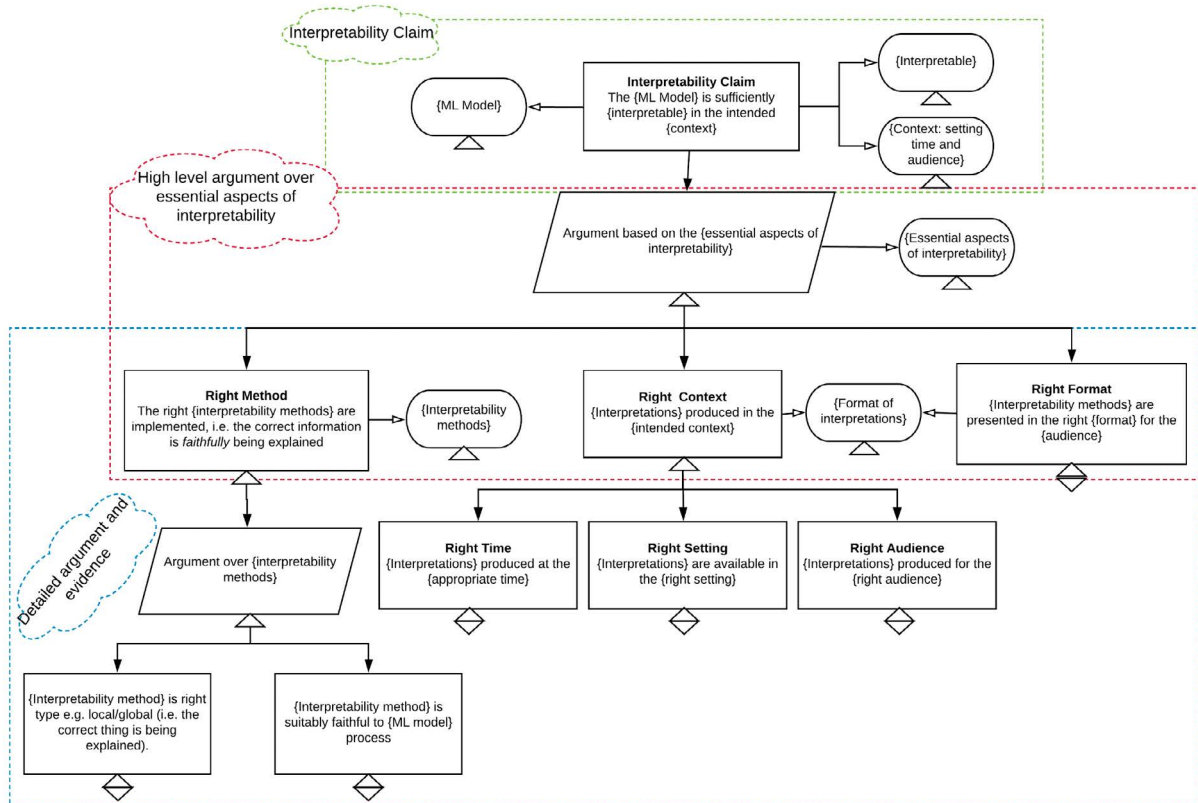 Interpretability Claim
{Interpretable}
Interpretability Claim
The {ML Model} is sufficiently
{interpretable} in the intended
{context}
{ML Model}
{Context: setting
time and
audience}
High level argument over
essential aspects of
interpretability
Argument based on the {essential aspects of
interpretability}
{Essential aspects
of interpretability}
Right Method
The right {interpretability methods} are
implemented, i.e. the correct information
is faithfully being explained
{Interpretability
methods}
Right Context
{Interpretations} produced in the
{intended context}
{Format of
interpretations}
Right Format
{Interpretability methods} are
presented in the right {format} for the
{audience}
Detailed argument and
evidence
Argument over {interpretability
methods}
Right Time
{Interpretations} produced at the
{appropriate time}
Right Setting
{Interpretations} are available in
the {right setting}
Right Audience
{Interpretations} produced for the
{right audience}
{Interpretability method} is right
type e.g. local/global (i.e. the
correct thing is being
explained).
{Interpretability method} is
suitably faithful to {ML model}
process